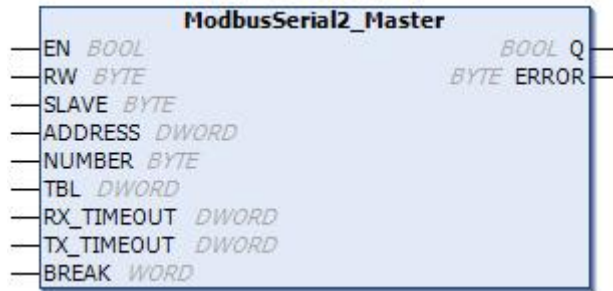 ModbusSerial2_Master
EN BOOL BOOL Q
RW BYTE BYTE ERROR
SLAVE BYTE
ADDRESS DWORD
NUMBER BYTE
TBL DWORD
RX_TIMEOUT DWORD
TX_TIMEOUT DWORD
BREAK WORD